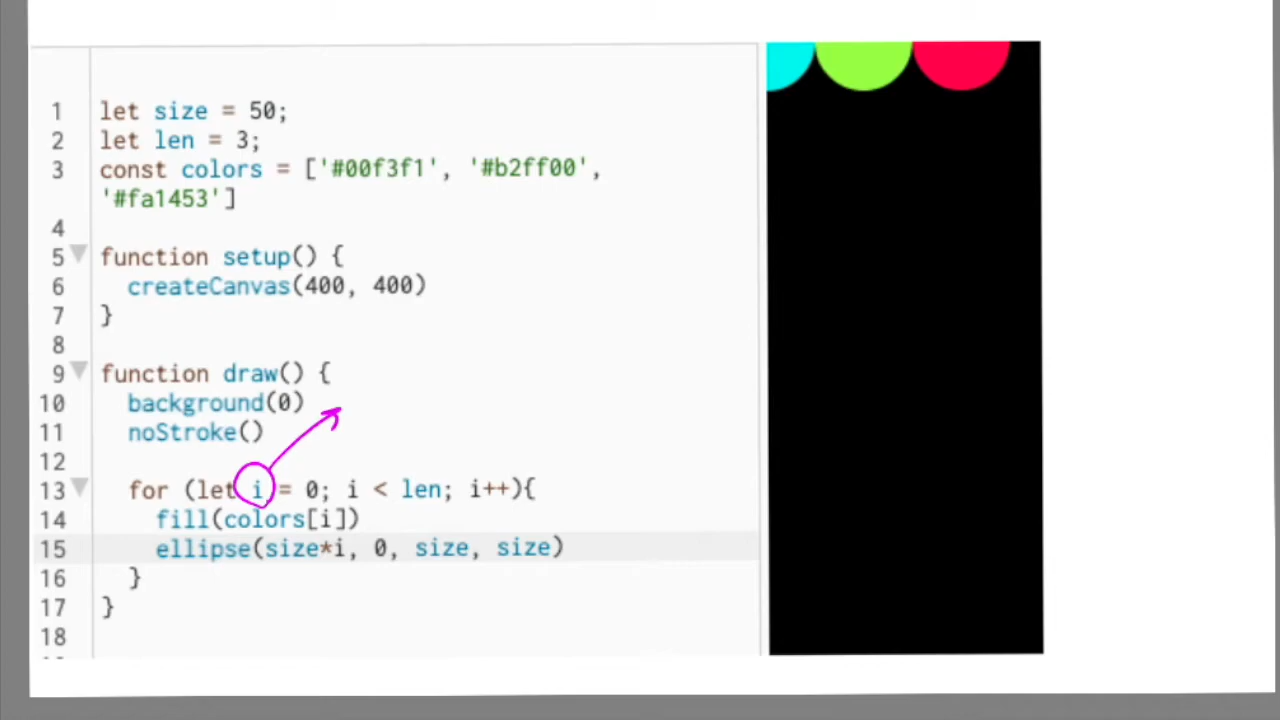 1 let size = 50;
2 let len = 3;
3 const colors = ['#00f3f1', '#b2ff00',
'#fa1453']
4
5 function setup() {
6 createCanvas(400, 400)
7 }
8
9 function draw() {
10 background(0)
11 noStroke()
12
13 for (let i = 0; i < len; i++){
14 fill(colors[i])
15 ellipse(size*i, 0, size, size)
16 }
17 }
18